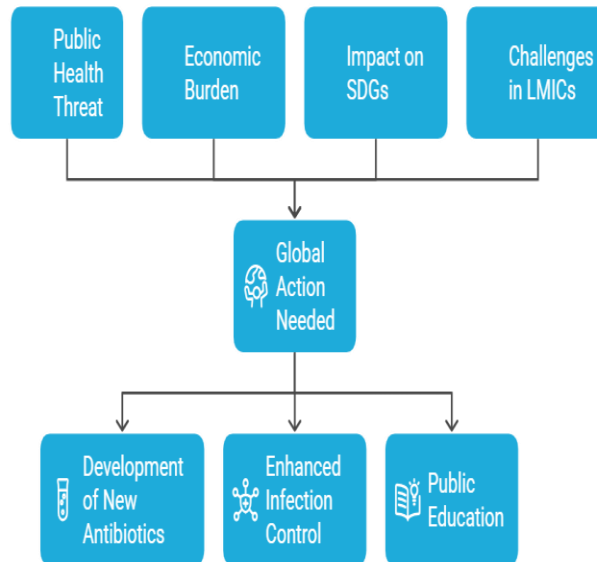 Public
Health
Threat
Economic
Burden
Impact on
SDGs
Challenges
in LMICs
Global
Action
Needed
Development
of New
Antibiotics
Enhanced
Infection
Control
Public
Education